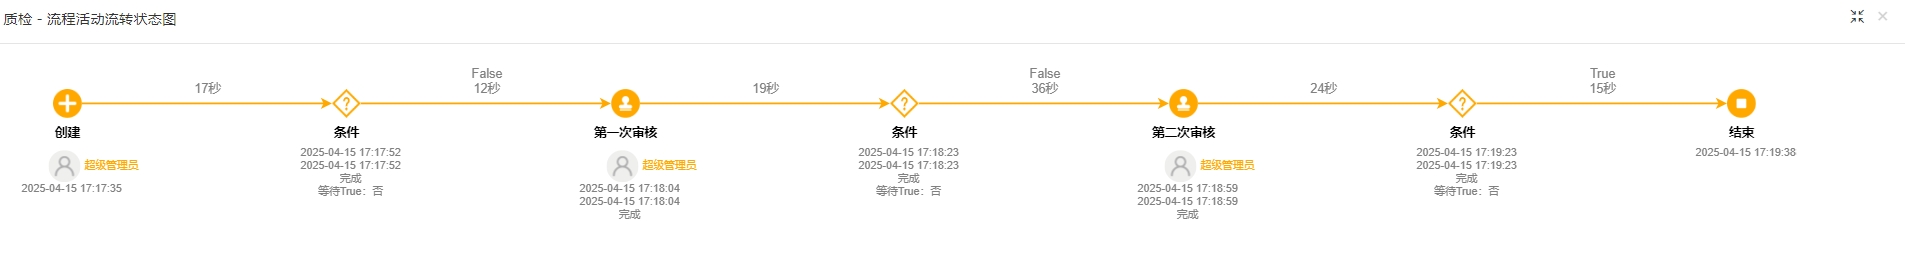 质检 - 流程活动流转状态图
17秒
False
12秒
19秒
False
36秒
24秒
True
15秒
创建
超级管理员
2025-04-15 17:17:35
条件
2025-04-15 17:17:52
2025-04-15 17:17:52
完成
等待True：否
第一次审核
超级管理员
2025-04-15 17:18:04
2025-04-15 17:18:04
完成
条件
2025-04-15 17:18:23
2025-04-15 17:18:23
完成
等待True：否
第二次审核
超级管理员
2025-04-15 17:18:59
2025-04-15 17:18:59
完成
条件
2025-04-15 17:19:23
2025-04-15 17:19:23
完成
等待True：否
结束
2025-04-15 17:19:38